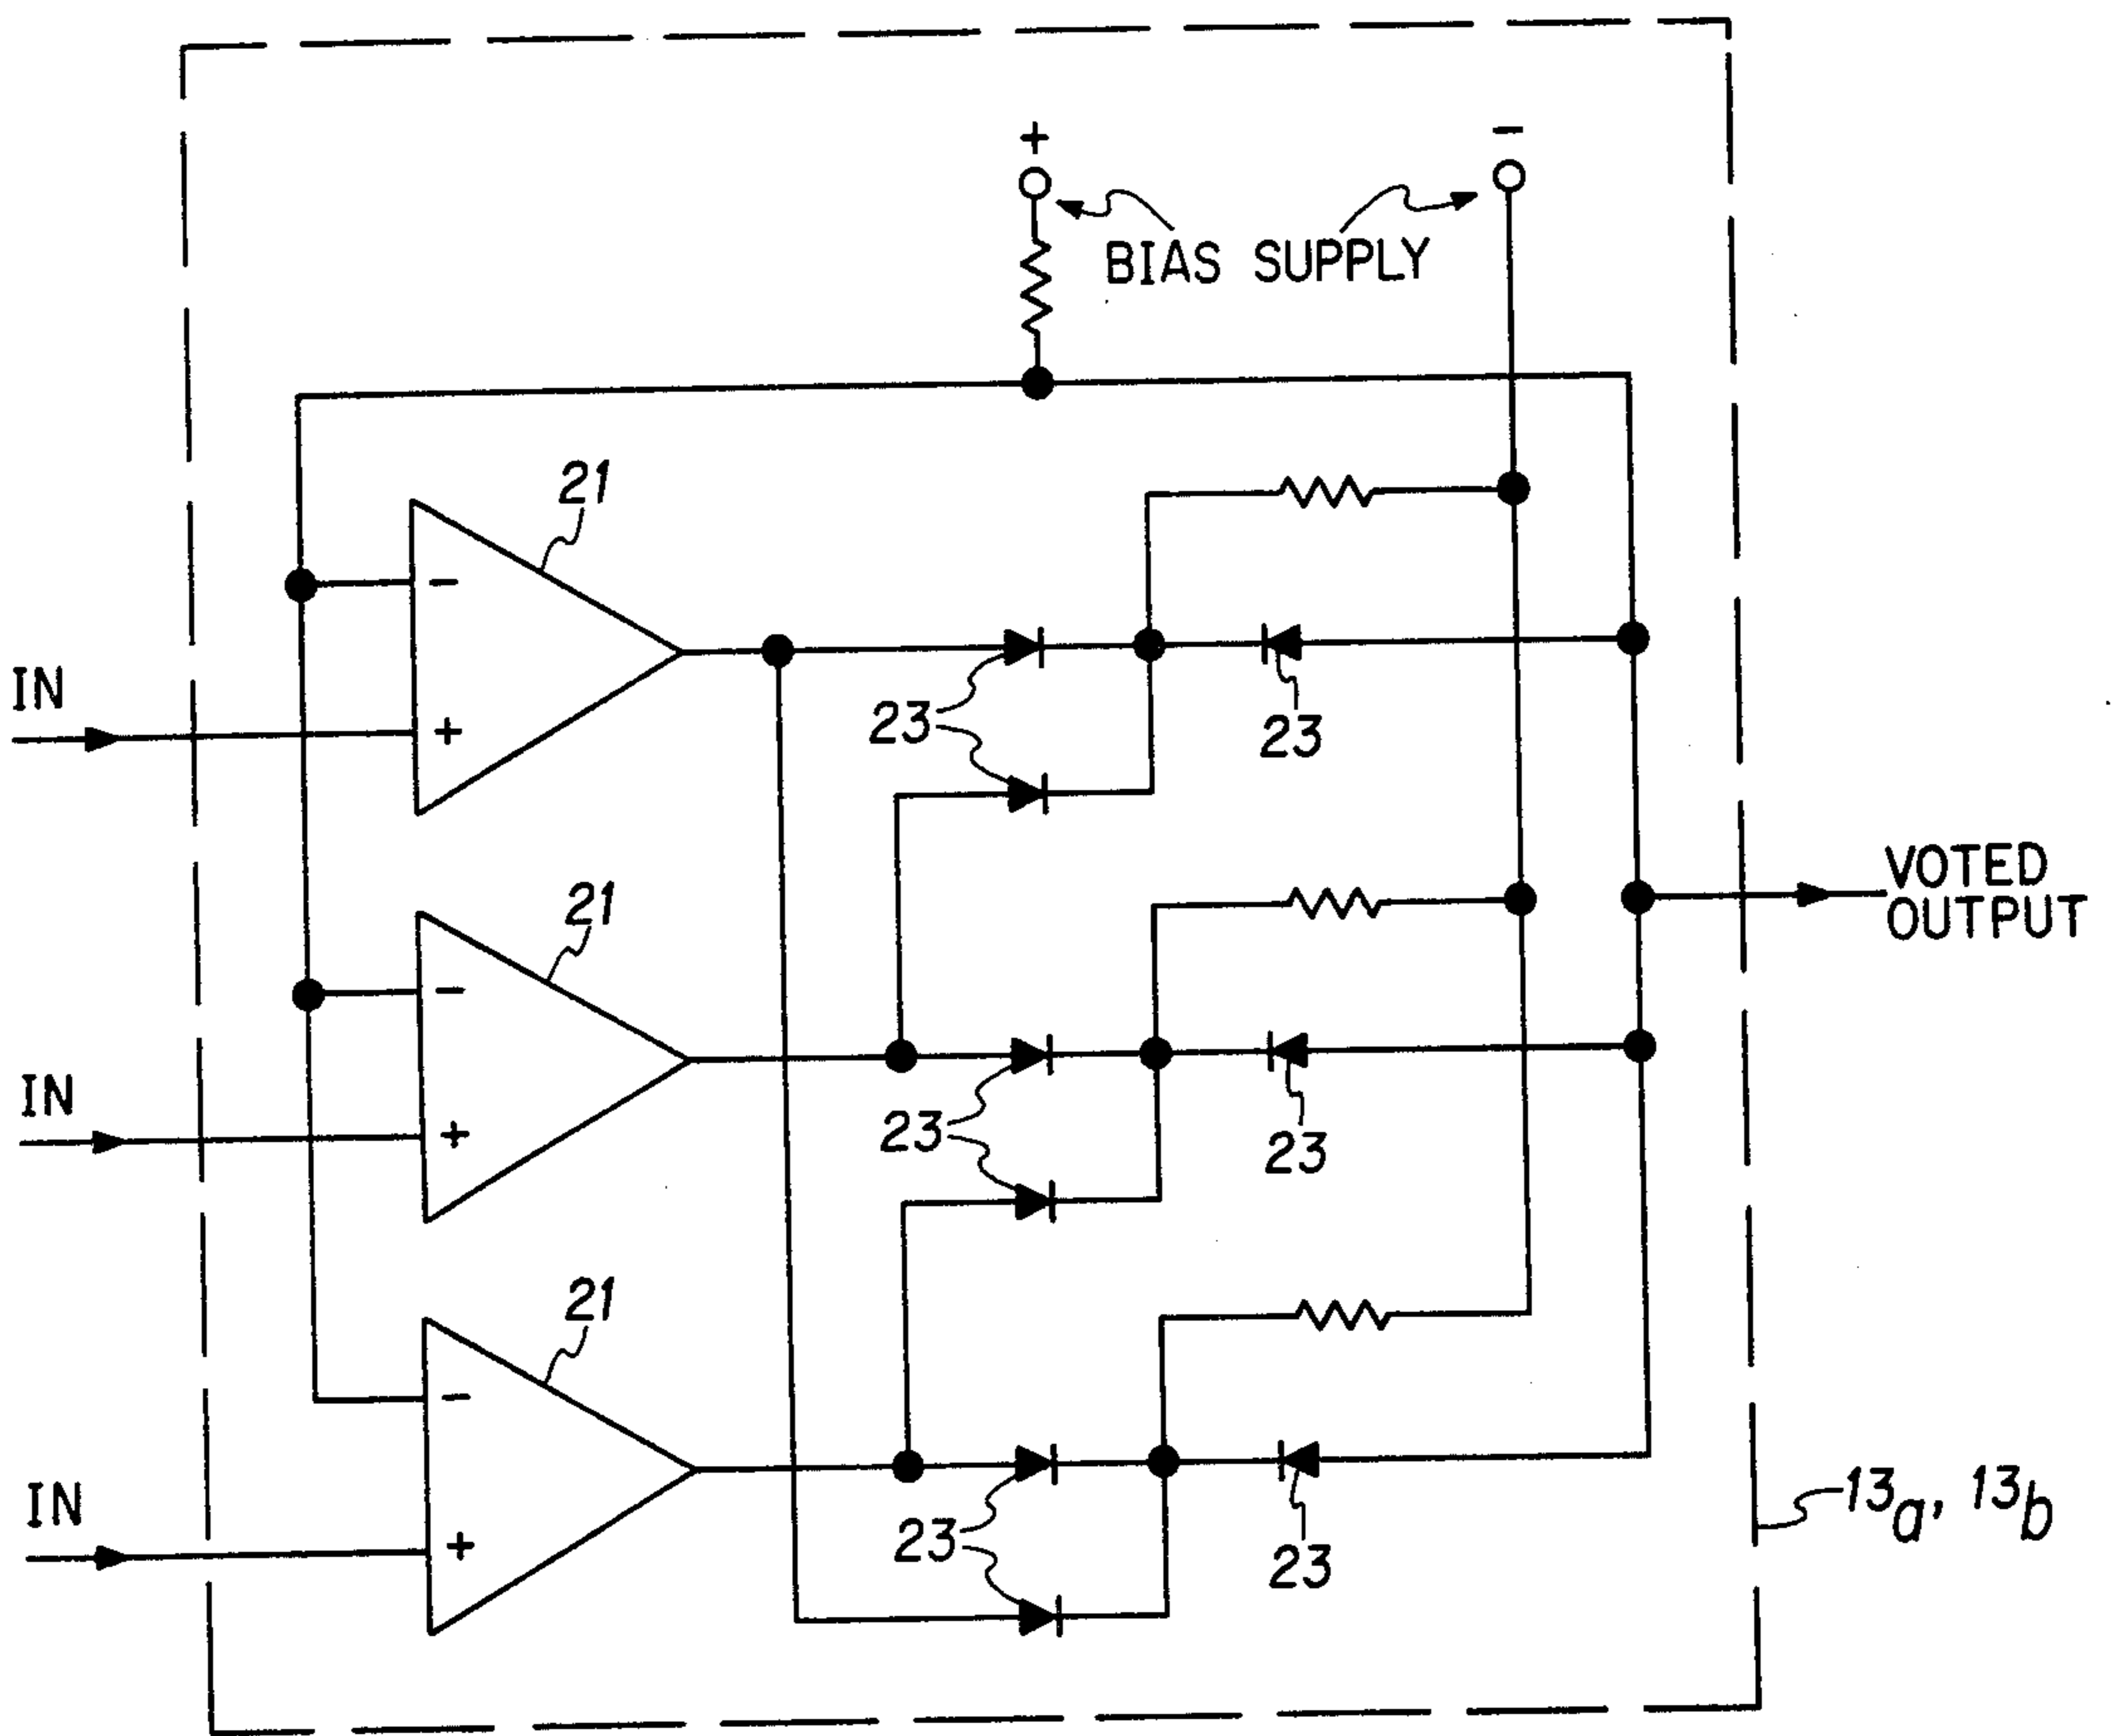 +
−
BIAS SUPPLY
21
−
IN
+
23
23
VOTED
OUTPUT
21
−
IN
+
23
23
21
−
IN
+
23
23
13a, 13b